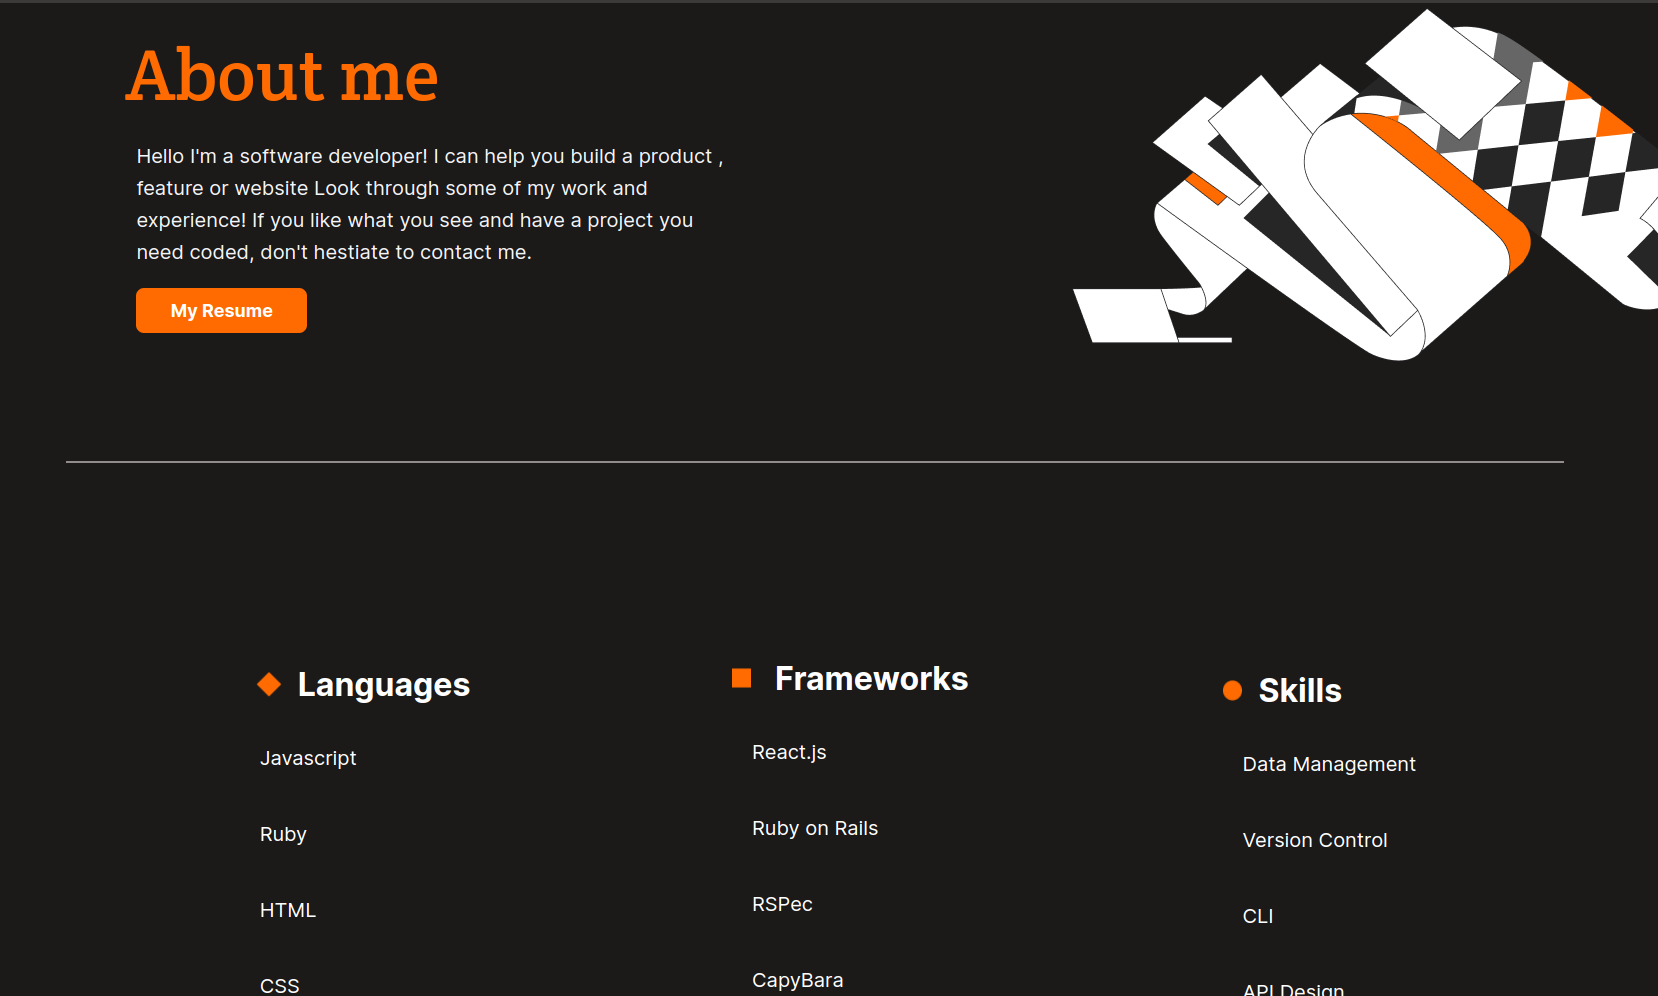 About me
Hello I'm a software developer! I can help you build a product ,
feature or website Look through some of my work and
experience! If you like what you see and have a project you
need coded, don't hestiate to contact me.
My Resume
Languages
Javascript
Ruby
HTML
CSS
Frameworks
React.js
Ruby on Rails
RSPec
CapyBara
Skills
Data Management
Version Control
CLI
API Design